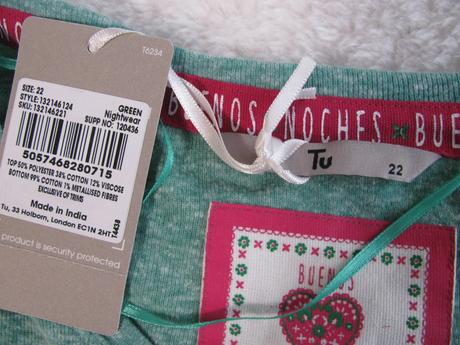 T6234
SIZE: 22
STYLE: 132146124 GREEN
SKU: 132146221 Nightwear
SUPP NO: 120436
5057468280715
TOP 50% POLYESTER 38% COTTON 12% VISCOSE
BOTTOM 99% COTTON 1% METALLISED FIBRES
EXCLUSIVE OF TRIMS
Made in India
Tu, 33 Holborn, London EC1N 2HT
T4438
product is security protected
BUENOS NOCHES BUE
Tu
22
BUENOS